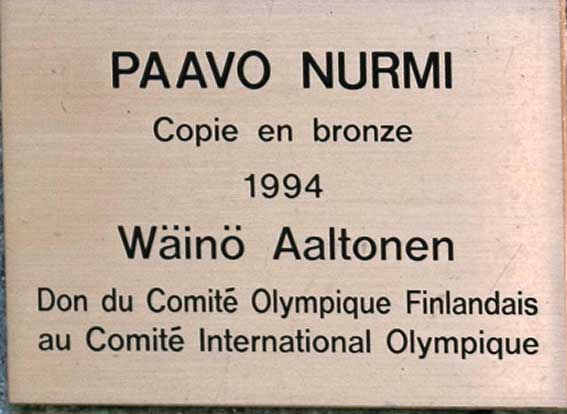 PAAVO NURMI
Copie en bronze
1994
Wäinö Aaltonen
Don du Comité Olympique Finlandais
au Comité International Olympique